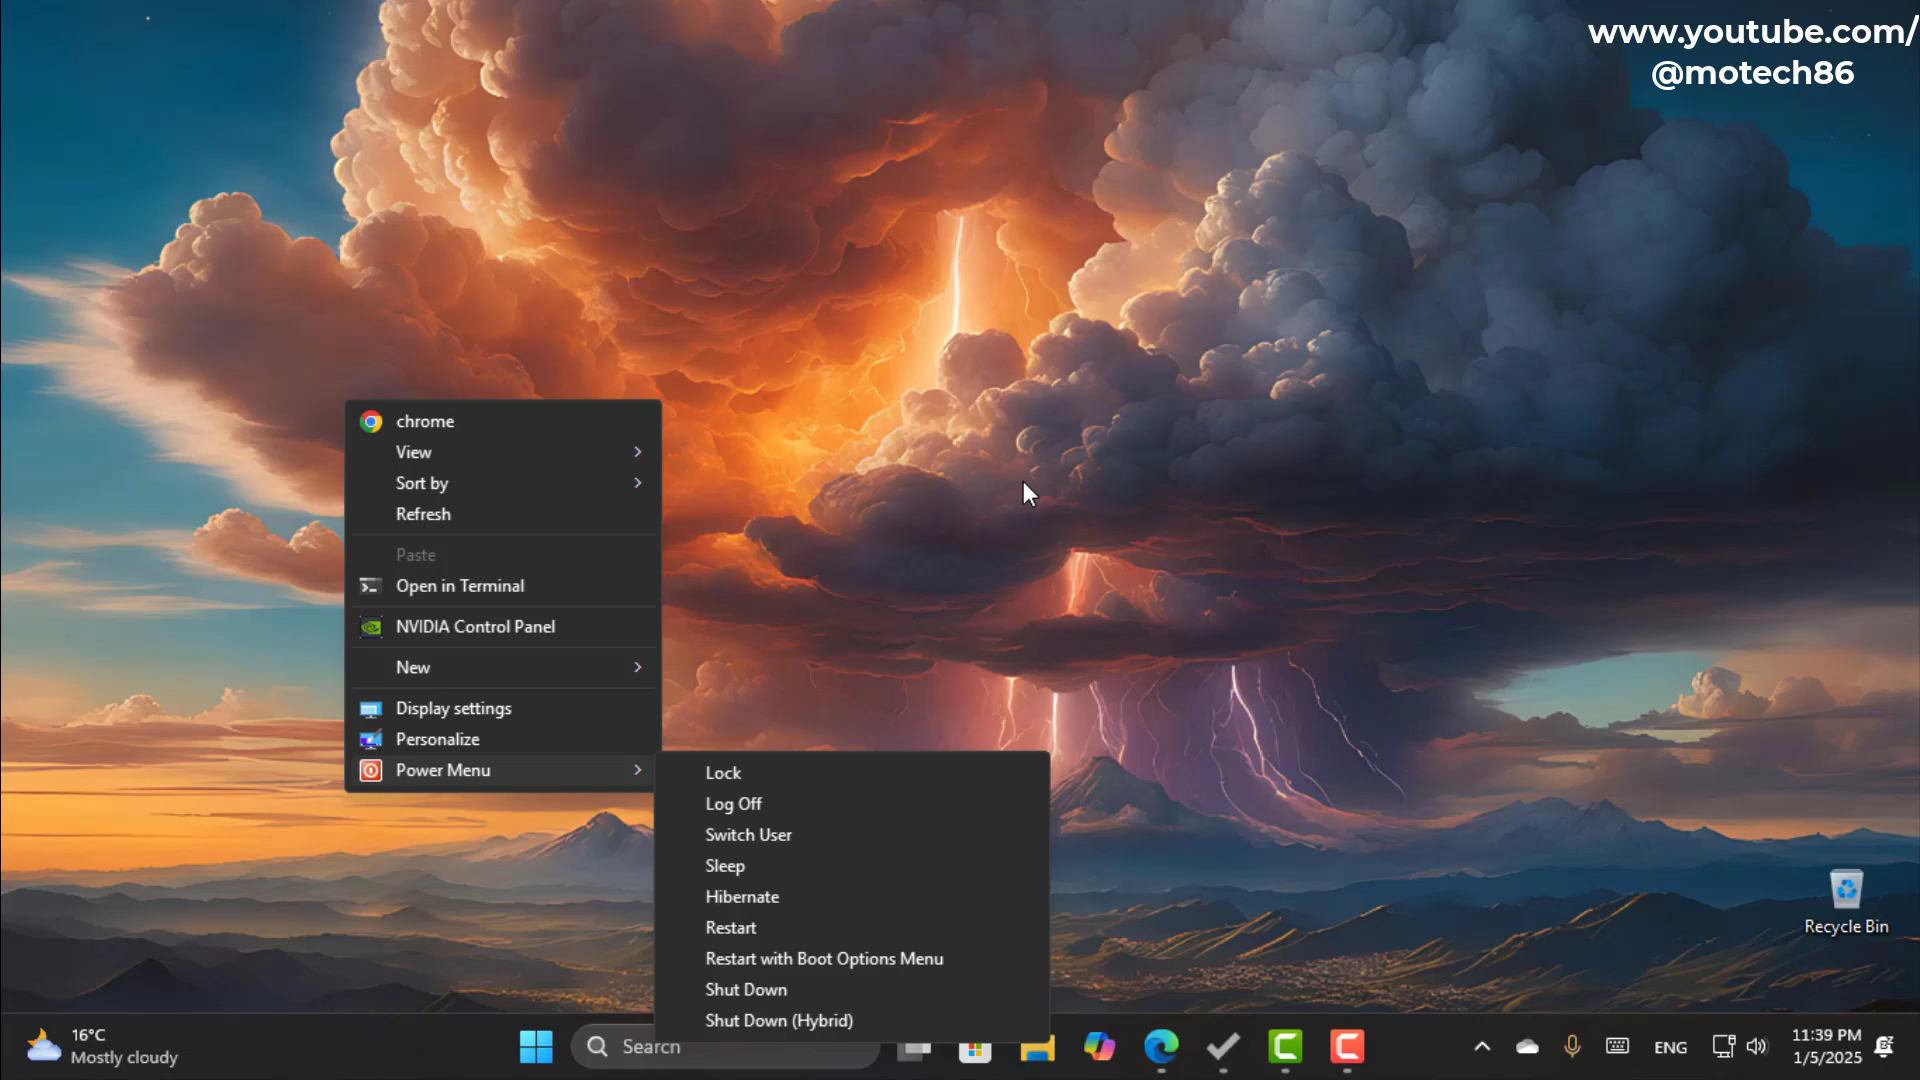 www.youtube.com/
@motech86
chrome
View
Sort by
Refresh
Paste
Open in Terminal
NVIDIA Control Panel
New
Display settings
Personalize
Power Menu
Lock
Log Off
Switch User
Sleep
Hibernate
Restart
Restart with Boot Options Menu
Shut Down
Shut Down (Hybrid)
Recycle Bin
16°C
Mostly cloudy
Search
ENG
11:39 PM
1/5/2025